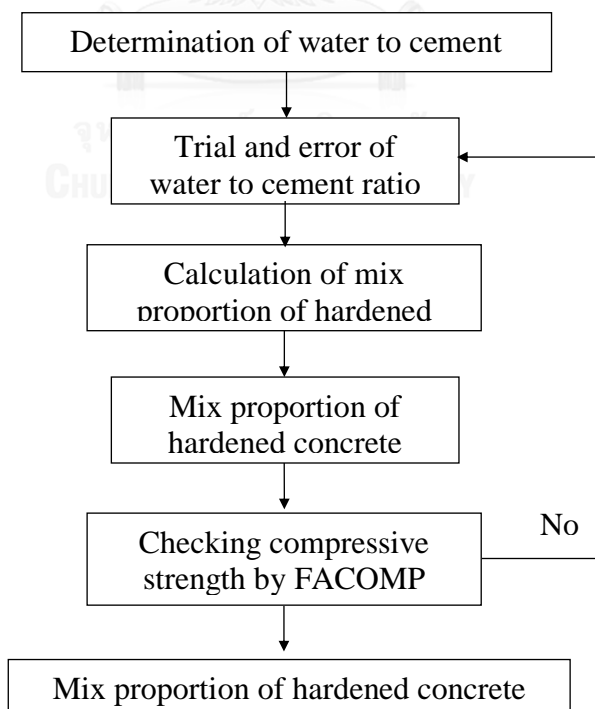 Determination of water to cement
Trial and error of
water to cement ratio
Calculation of mix
proportion of hardened
Mix proportion of
hardened concrete
Checking compressive
strength by FACOMP
No
Mix proportion of hardened concrete